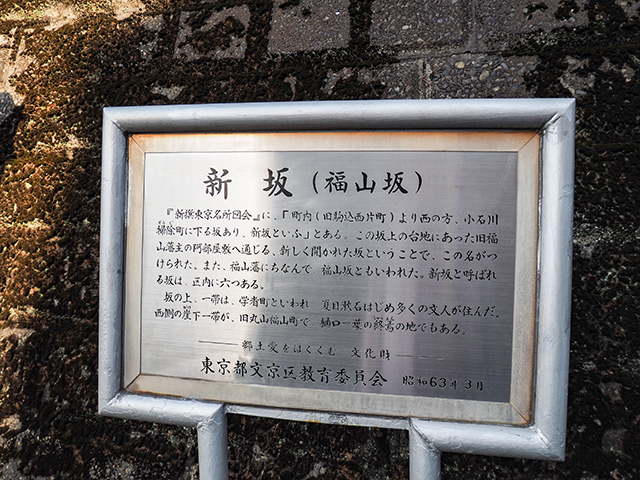 新坂(福山坂)
『新撰東京名所図会』に、「町内(旧駒込西片町)より西の方、小石川
掃除町に下る坂あり、新坂といふ」とある。この坂上の台地にあった旧福
山藩主の阿部屋敷へ通じる、新しく開かれた坂ということで、この名がつ
けられた。また、福山藩にちなんで、福山坂ともいわれた。新坂と呼ばれ
る坂は、区内に六つある。
坂の上、一帯は、学者町といわれ、夏目漱石はじめ多くの文人が住んだ。
西側の崖下一帯が、旧丸山福山町で、樋口一葉の終焉の地でもある。
郷土愛をはぐくむ 文化財
東京都文京区教育委員会 昭和63年3月